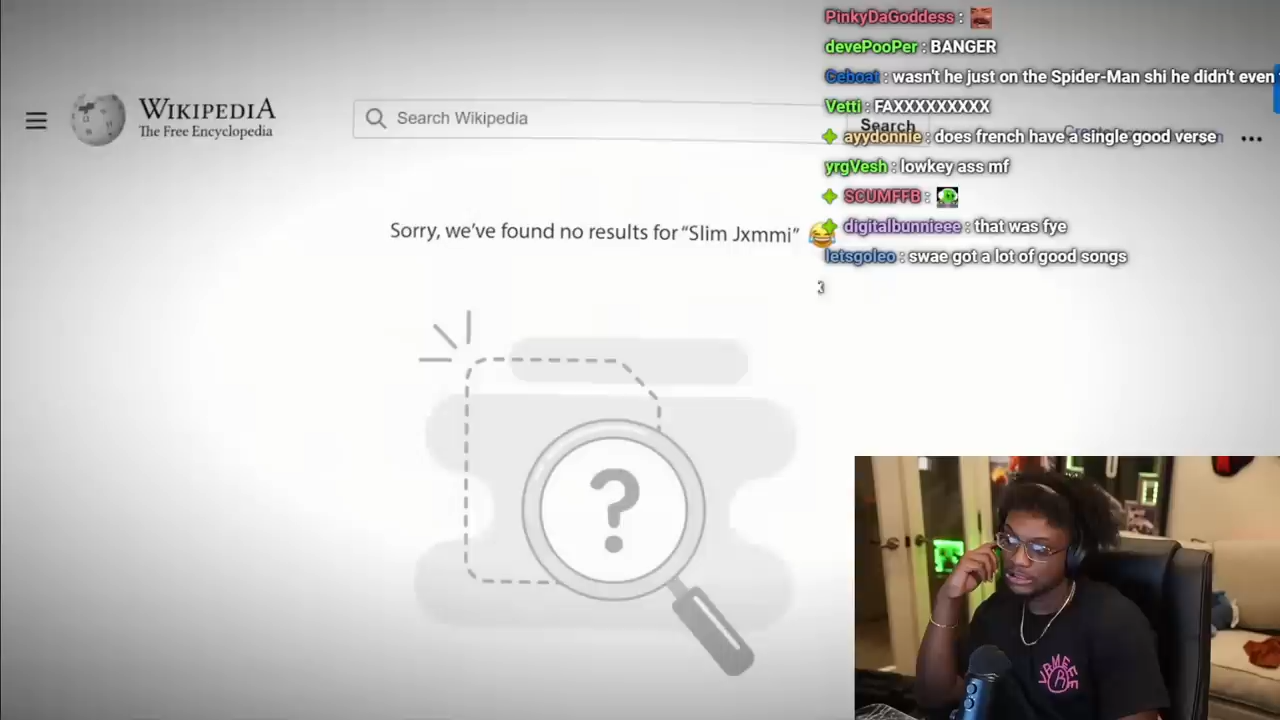 WIKIPEDIA
The Free Encyclopedia
Search Wikipedia
Search
Sorry, we've found no results for “Slim Jxmmi” 😂
?
PinkyDaGoddess :
devePooPer : BANGER
Ceboat : wasn't he just on the Spider-Man shi he didn't even
Vetti : FAXXXXXXXXX
ayydonnie : does french have a single good verse
yrgVesh : lowkey ass mf
SCUMFFB :
digitalbunnieee : that was fye
letsgoleo : swae got a lot of good songs